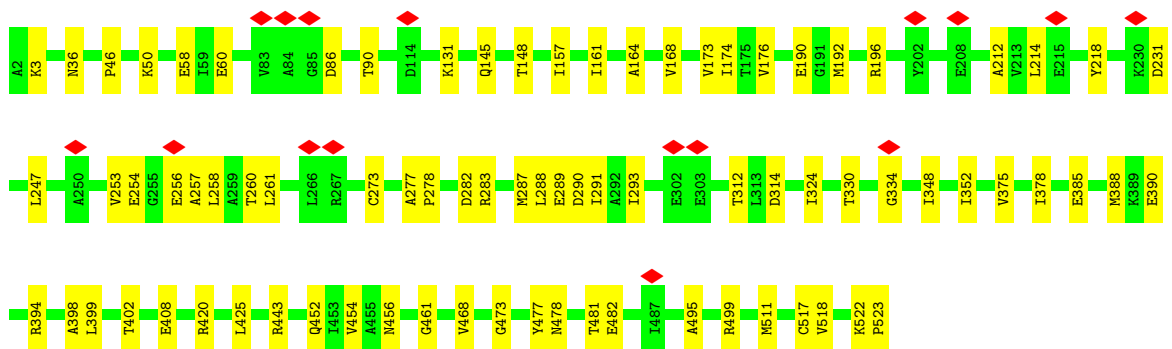 A2 K3 N36 P46 K50 E58 I59 E60 V83 A84 G85 D86 T90 D114 K131 Q145 T148 I157 I161 A164 V168 V173 I174 T175 V176 E190 G191 M192 R196 Y202 E208 A212 V213 L214 E215 Y218 K230 D231
L247 A250 V253 E254 G255 E256 A257 L258 A259 T260 L261 L266 R267 C273 A277 P278 D282 R283 M287 L288 E289 D290 I291 A292 I293 E302 E303 T312 L313 D314 I324 T330 G334 I348 I352 V375 I378 E385 M388 K389 E390
R394 A398 L399 T402 E408 R420 L425 R443 Q452 I453 V454 A455 N456 G461 V468 G473 Y477 N478 T481 E482 I487 A495 R499 M511 C517 V518 K522 P523